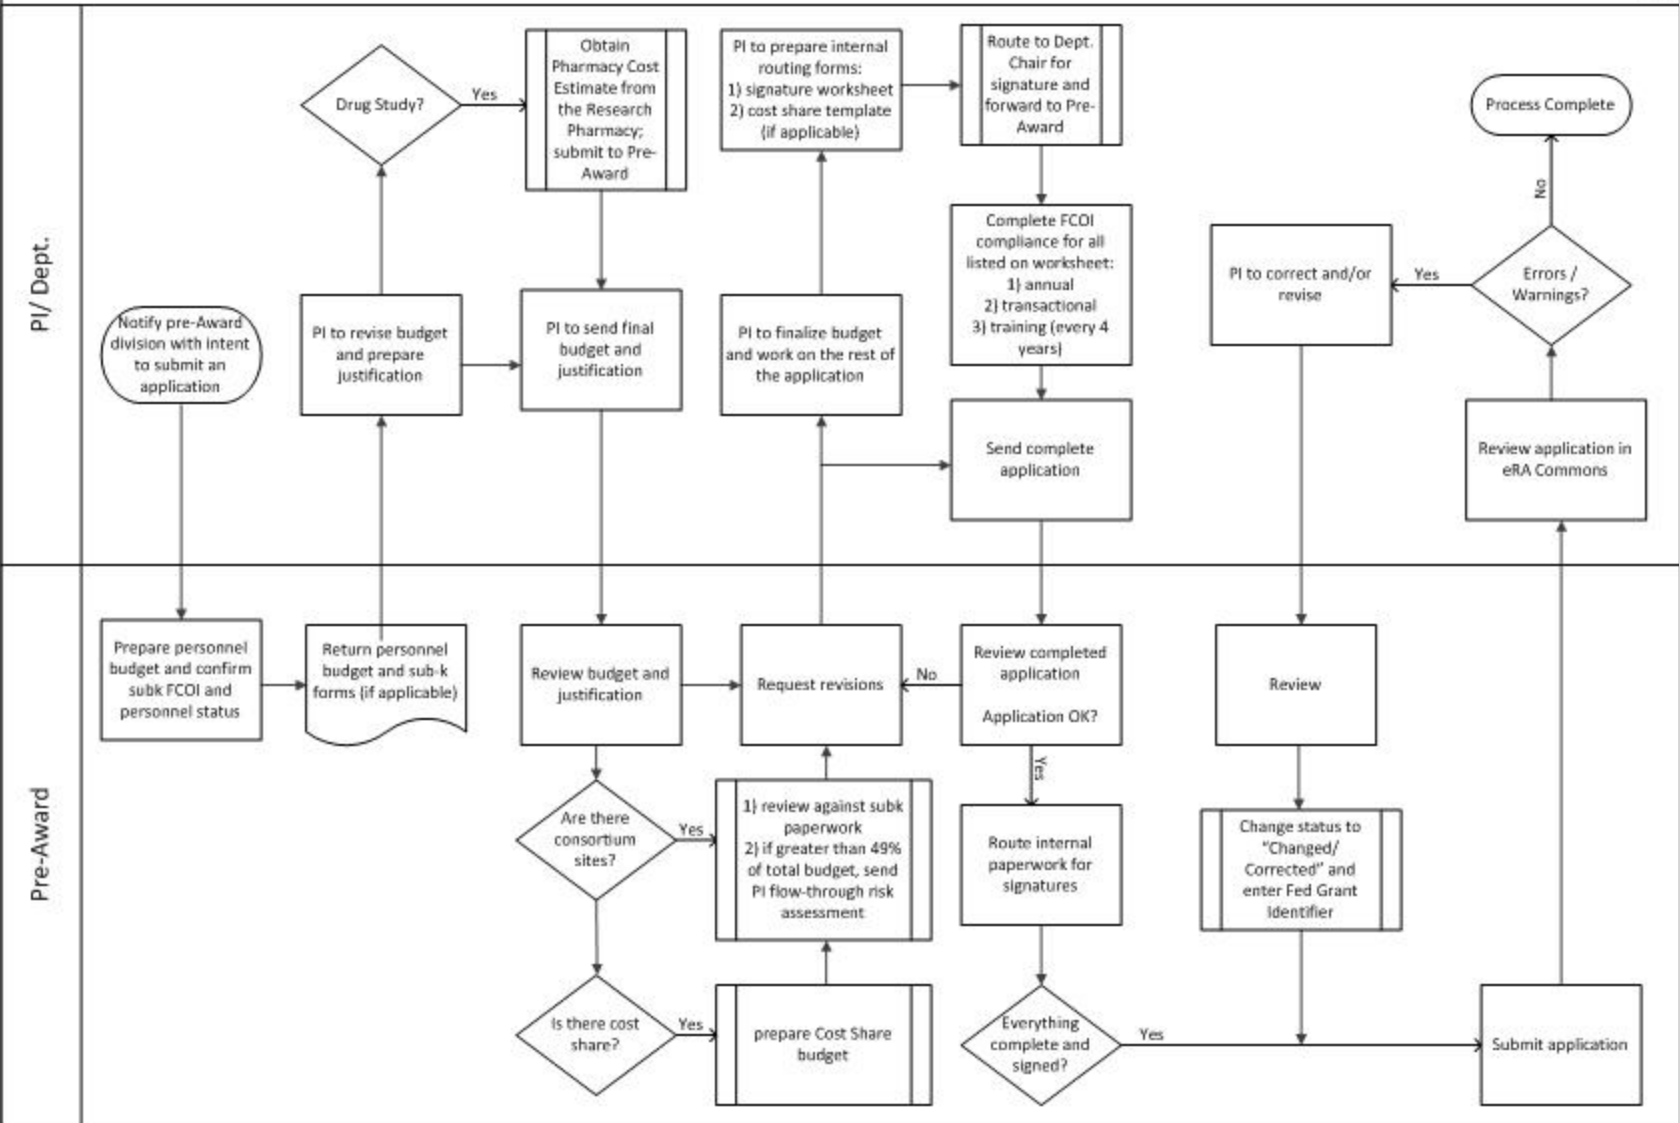 PI/ Dept.
Notify pre-Award
division with intent
to submit an
application
Drug Study?
Yes
Obtain
Pharmacy Cost
Estimate from
the Research
Pharmacy;
submit to Pre-
Award
PI to revise budget
and prepare
justification
PI to send final
budget and
justification
PI to prepare internal
routing forms:
1) signature worksheet
2) cost share template
(if applicable)
PI to finalize budget
and work on the rest of
the application
Route to Dept.
Chair for
signature and
forward to Pre-
Award
Complete FCOI
compliance for all
listed on worksheet:
1) annual
2) transactional
3) training (every 4
years)
Send complete
application
PI to correct and/or
revise
Yes
Process Complete
No
Errors /
Warnings?
Review application in
eRA Commons
Pre-Award
Prepare personnel
budget and confirm
subk FCOI and
personnel status
Return personnel
budget and sub-k
forms (if applicable)
Review budget and
justification
Request revisions
No
Review completed
application
Application OK?
Yes
Are there
consortium
sites?
Yes
1) review against subk
paperwork
2) if greater than 49%
of total budget, send
PI flow-through risk
assessment
Is there cost
share?
Yes
prepare Cost Share
budget
Route internal
paperwork for
signatures
Everything
complete and
signed?
Yes
Review
Change status to
"Changed/
Corrected" and
enter Fed Grant
Identifier
Submit application